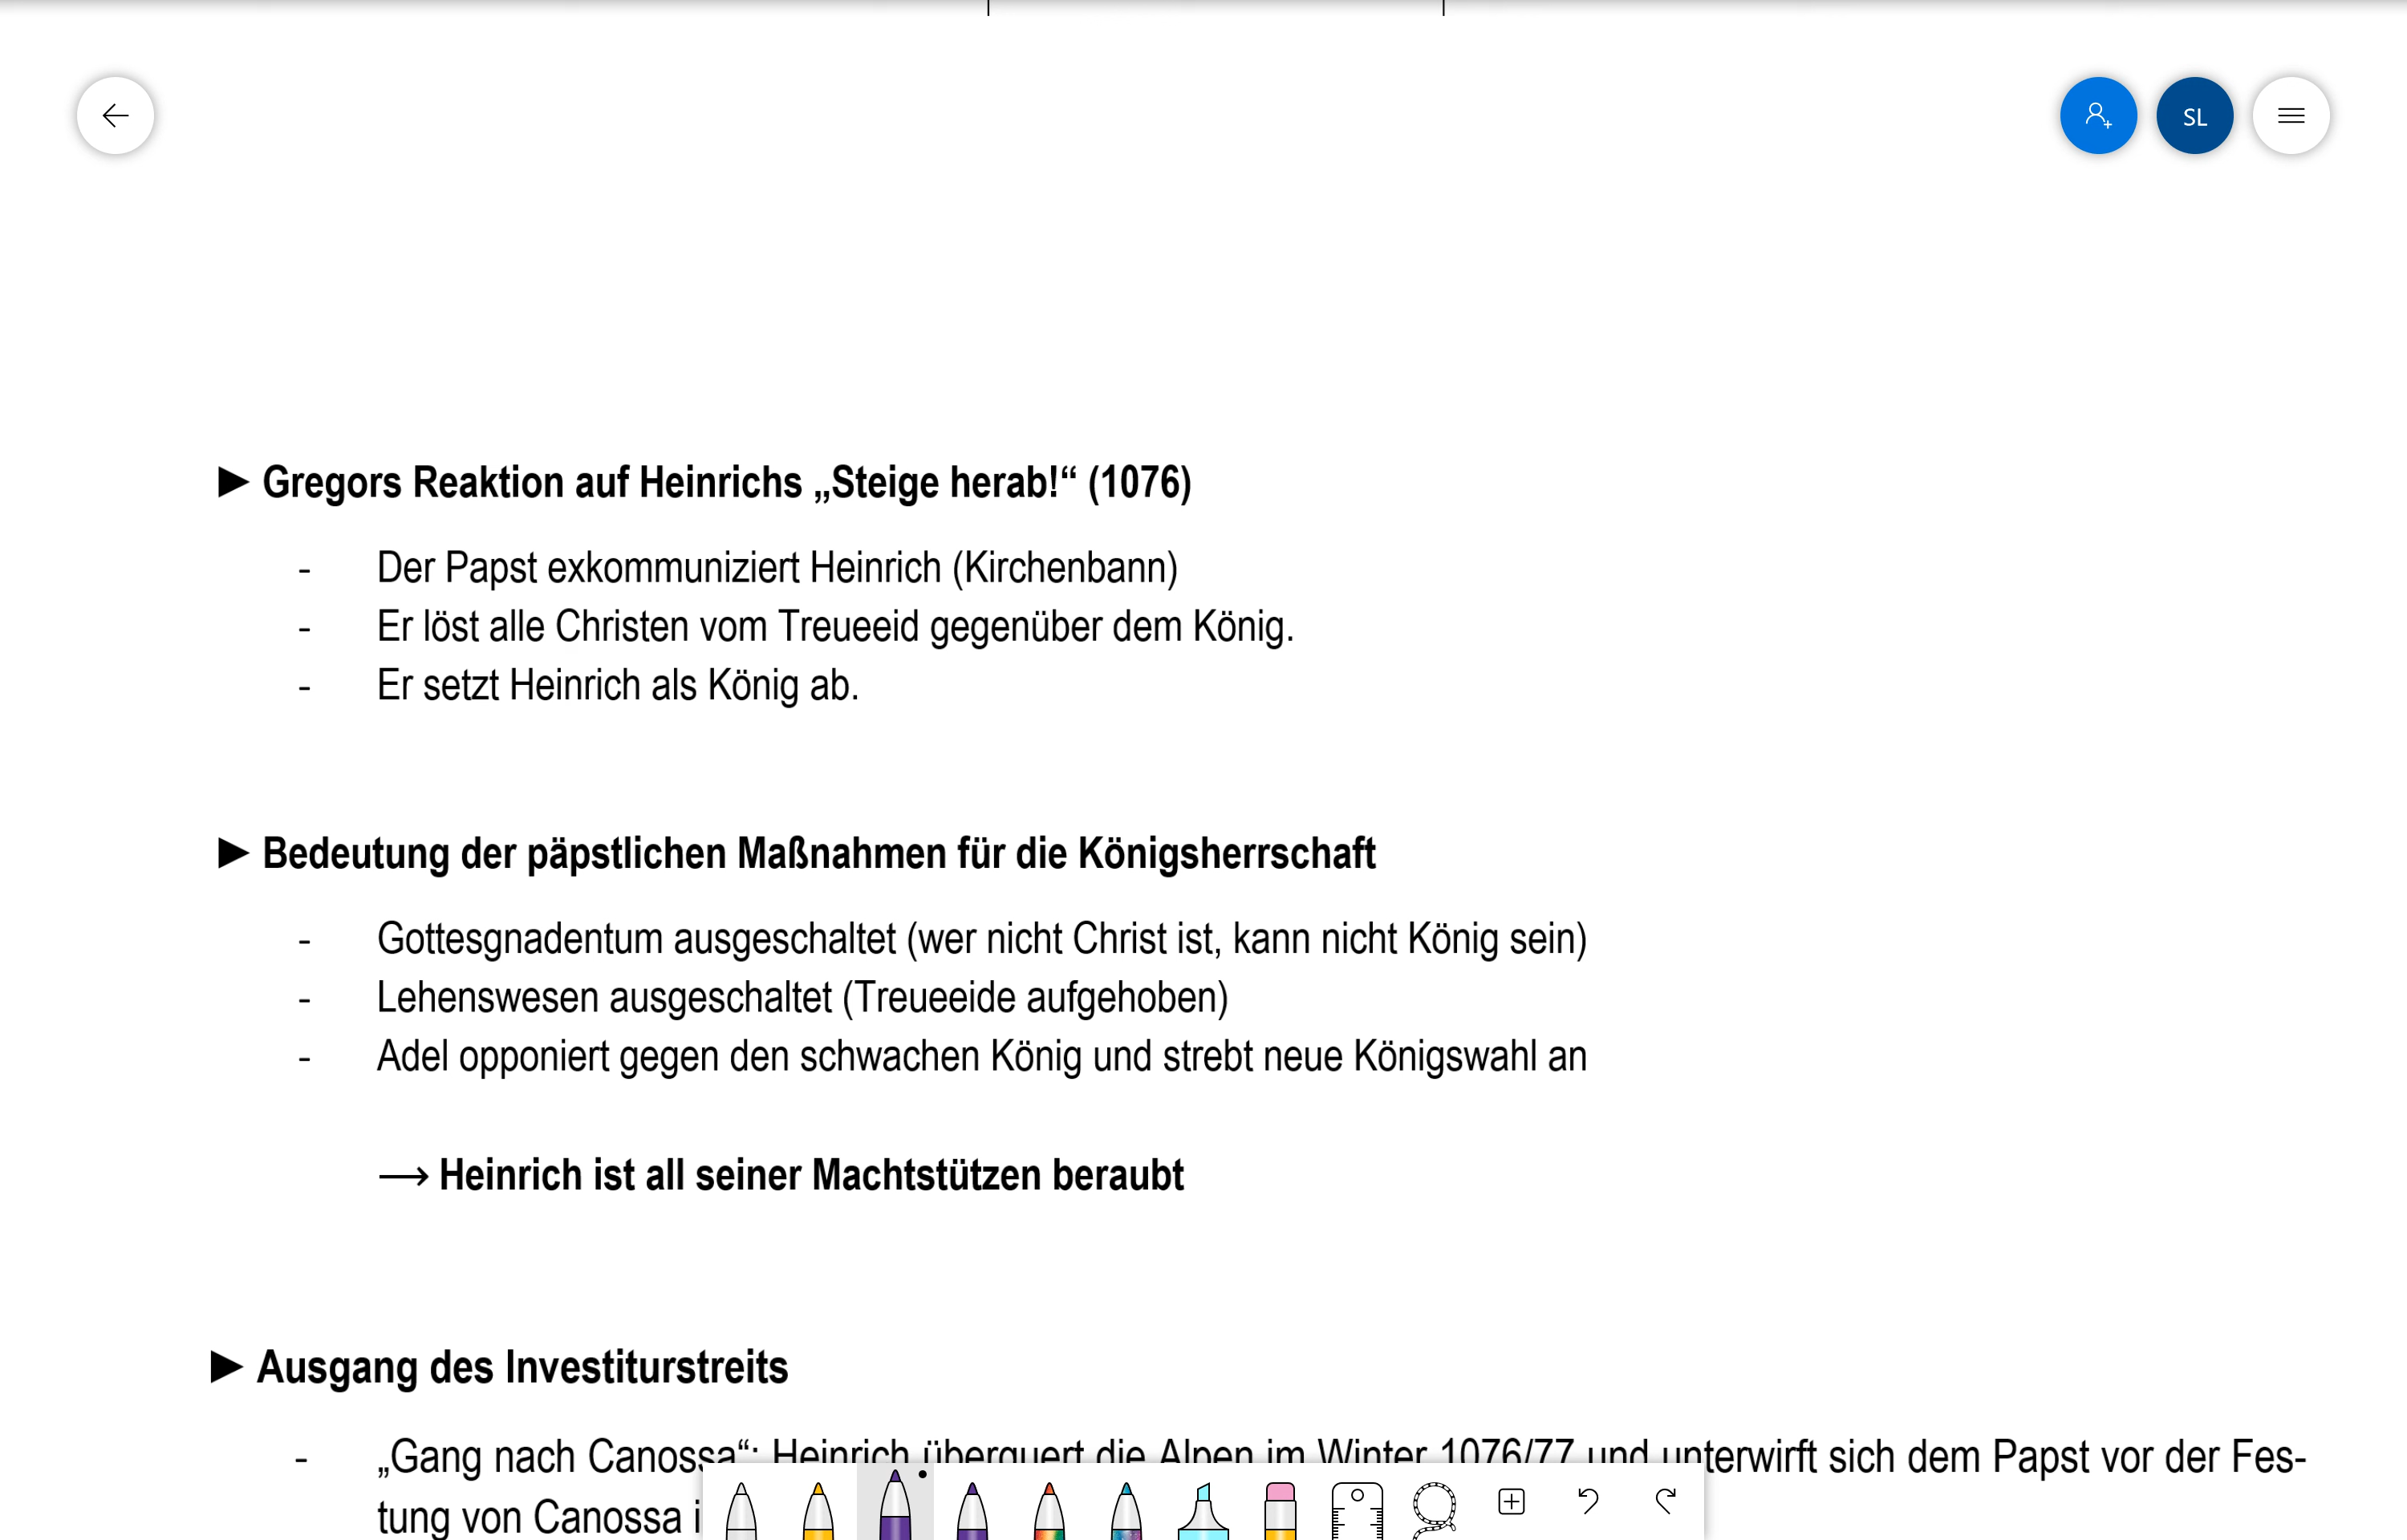 SL
► Gregors Reaktion auf Heinrichs „Steige herab!“ (1076)
- Der Papst exkommuniziert Heinrich (Kirchenbann)
- Er löst alle Christen vom Treueeid gegenüber dem König.
- Er setzt Heinrich als König ab.
► Bedeutung der päpstlichen Maßnahmen für die Königsherrschaft
- Gottesgnadentum ausgeschaltet (wer nicht Christ ist, kann nicht König sein)
- Lehenswesen ausgeschaltet (Treueeide aufgehoben)
- Adel opponiert gegen den schwachen König und strebt neue Königswahl an
⟶ Heinrich ist all seiner Machtstützen beraubt
► Ausgang des Investiturstreits
- „Gang nach Canossa“: Heinrich überquert die Alpen im Winter 1076/77 und unterwirft sich dem Papst vor der Fes-
tung von Canossa